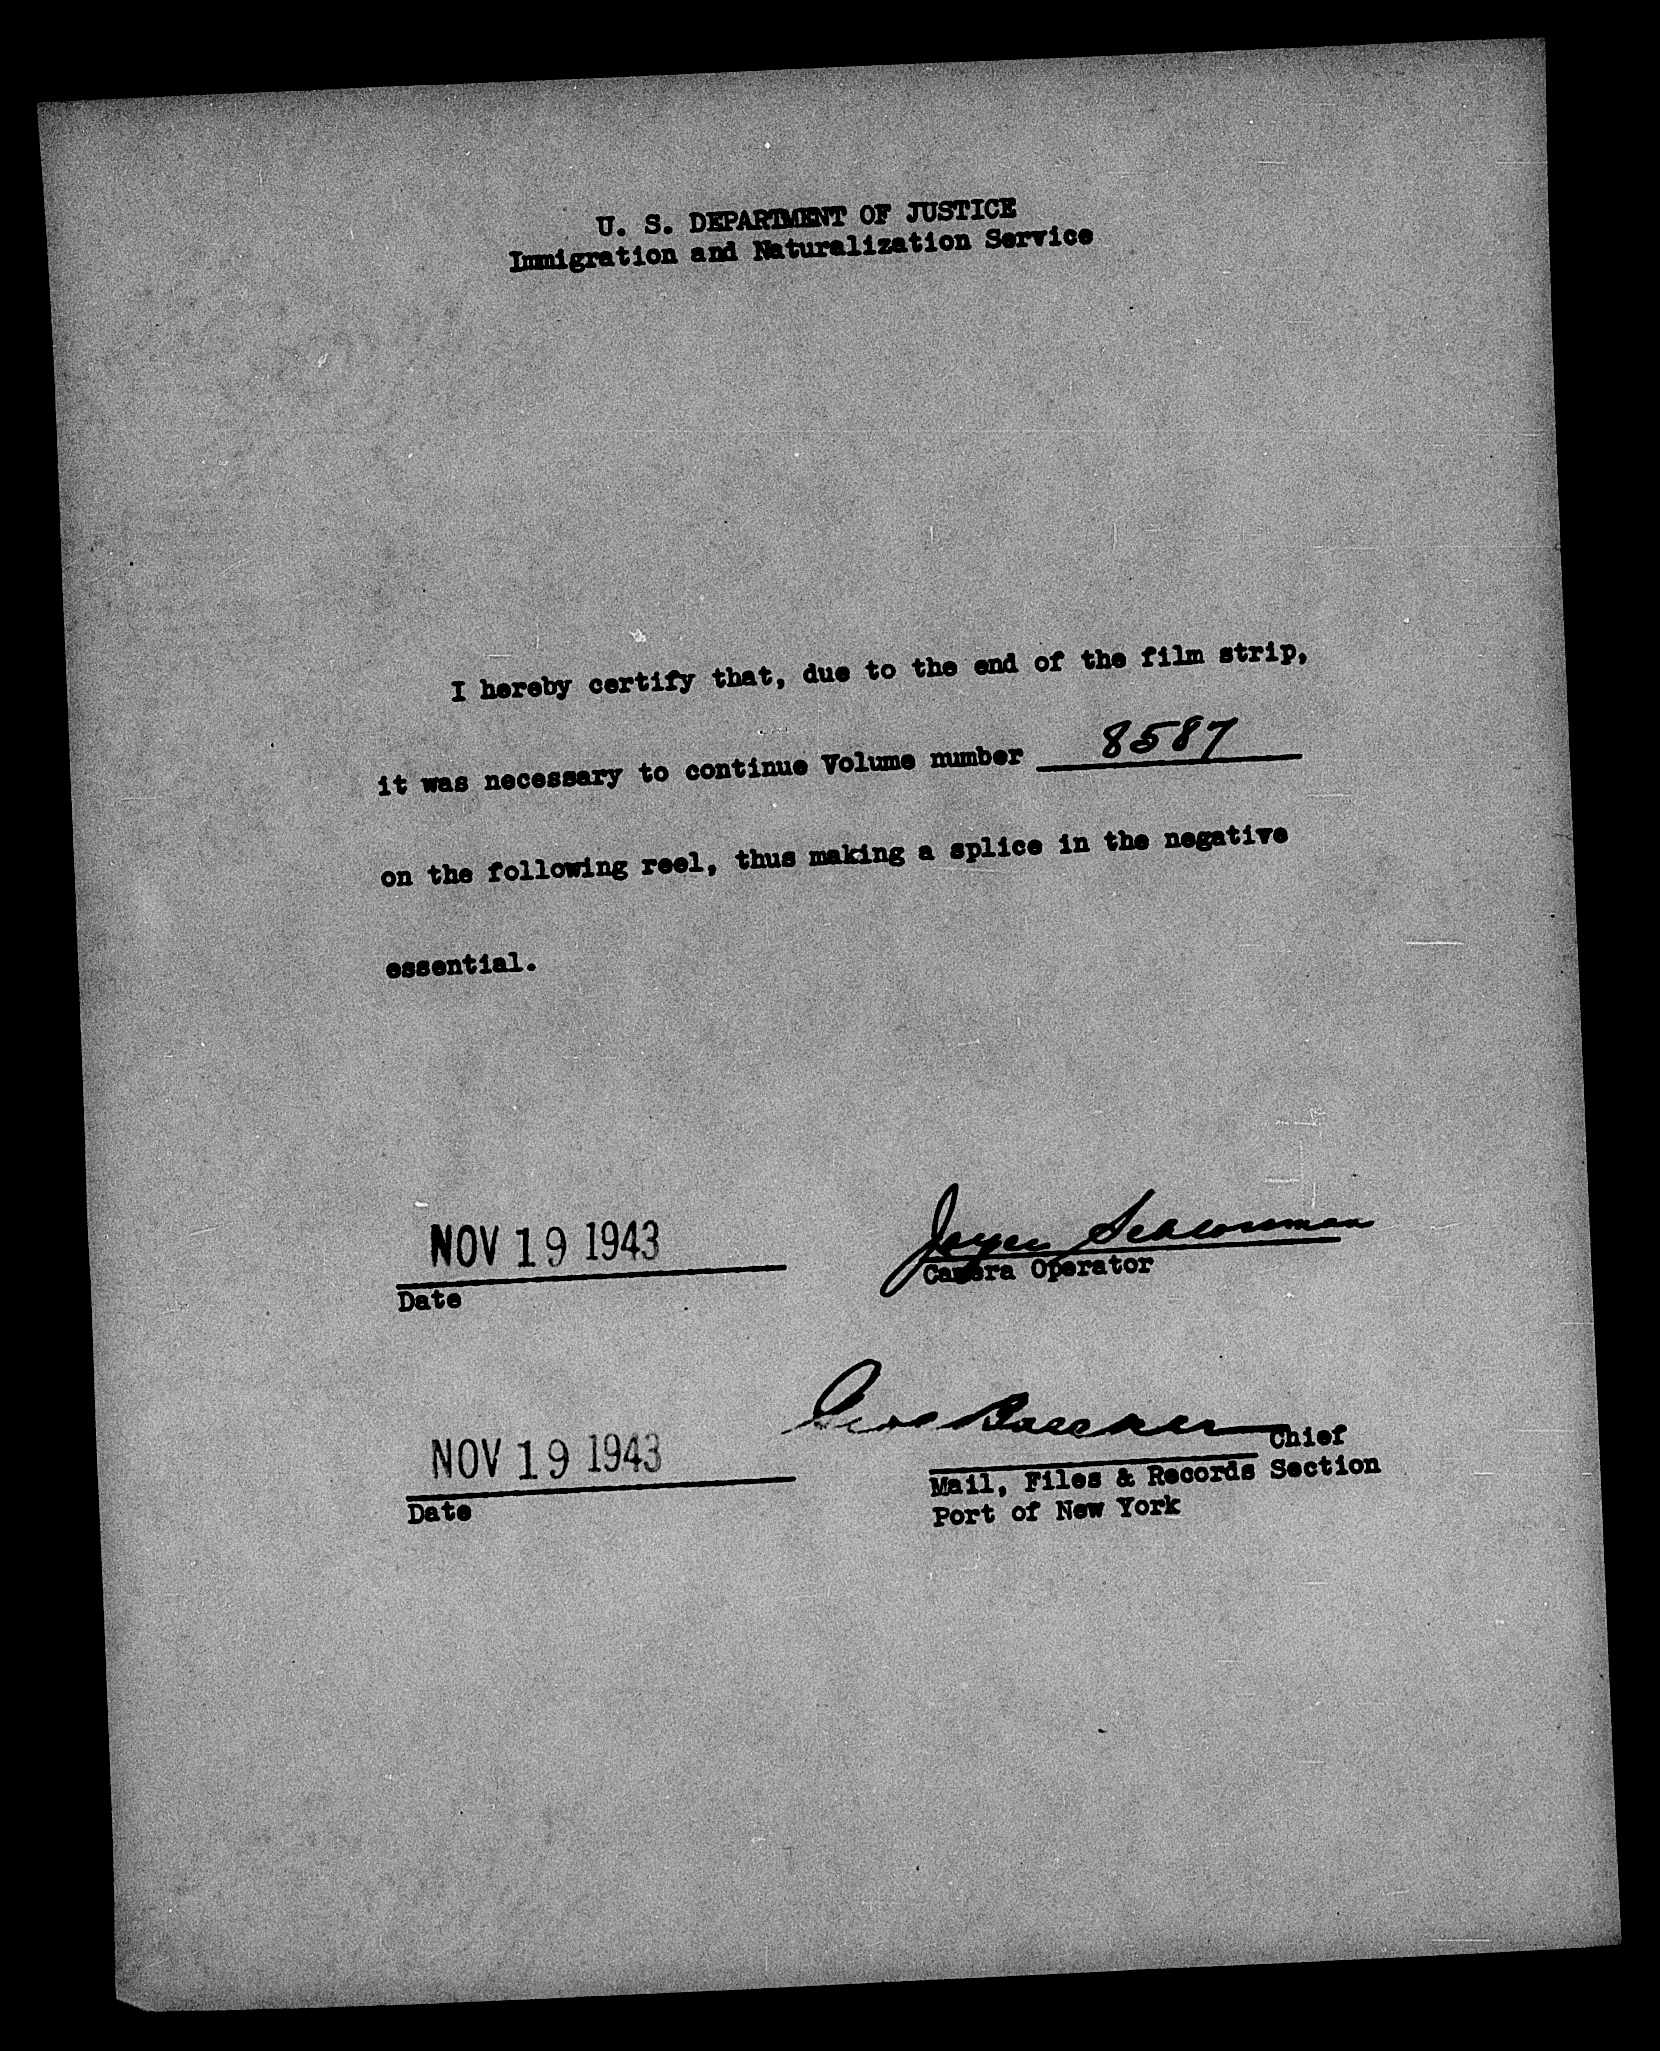 U. S. DEPARTMENT OF JUSTICE
Immigration and Naturalization Service
I hereby certify that, due to the end of the film strip,
it was necessary to continue Volume number 8587
on the following reel, thus making a splice in the negative
essential.
NOV 19 1943
Joyce Schlossman
Date
Camera Operator
NOV 19 1943
Chief
Date
Mail, Files & Records Section
Port of New York